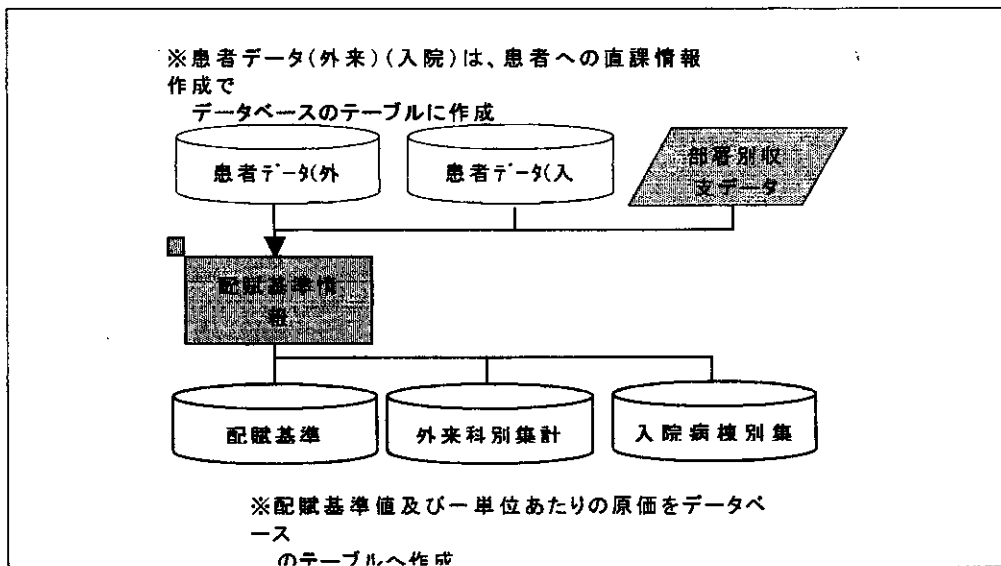 ※患者データ(外来)(入院)は、患者への直課情報
作成で
データベースのテーブルに作成
患者データ(外
患者データ(入
部署別収
支データ
配賦基準情
報
配賦基準
外来科別集計
入院病棟別集
※配賦基準値及び一単位あたりの原価をデータベ
ース
のテーブルへ作成